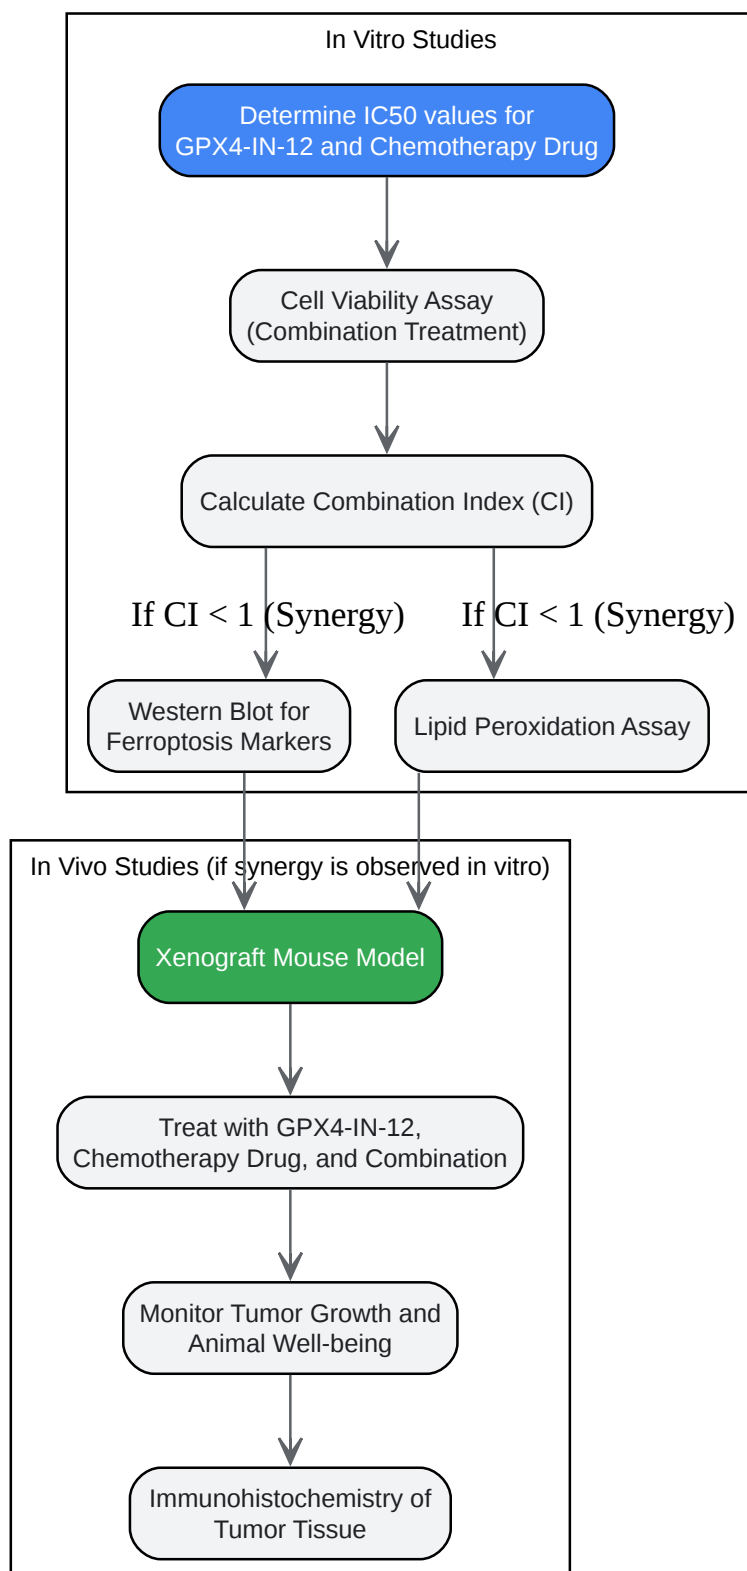 In Vitro Studies
Determine IC50 values for
GPX4-IN-12 and Chemotherapy Drug
Cell Viability Assay
(Combination Treatment)
Calculate Combination Index (CI)
If CI < 1 (Synergy)
If CI < 1 (Synergy)
Western Blot for
Ferroptosis Markers
Lipid Peroxidation Assay
In Vivo Studies (if synergy is observed in vitro)
Xenograft Mouse Model
Treat with GPX4-IN-12,
Chemotherapy Drug, and Combination
Monitor Tumor Growth and
Animal Well-being
Immunohistochemistry of
Tumor Tissue